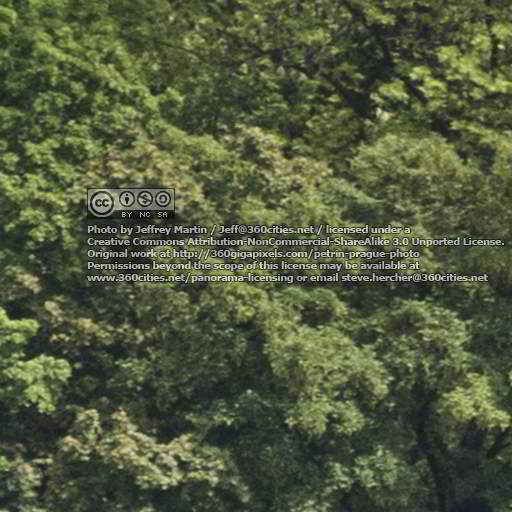 cc
BY NC SA
Photo by Jeffrey Martin / Jeff@360cities.net / licensed under a
Creative Commons Attribution-NonCommercial-ShareAlike 3.0 Unported License.
Original work at http://360gigapixels.com/petrin-prague-photo
Permissions beyond the scope of this license may be available at
www.360cities.net/panorama-licensing or email steve.hercher@360cities.net